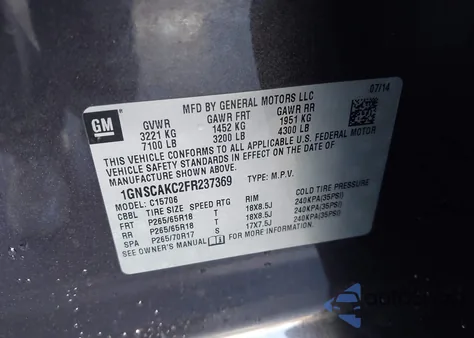 MFD BY GENERAL MOTORS LLC 07/14
GM GVWR GAWR FRT GAWR RR
3221 KG 1452 KG 1951 KG
7100 LB 3200 LB 4300 LB
THIS VEHICLE CONFORMS TO ALL APPLICABLE U.S. FEDERAL MOTOR
VEHICLE SAFETY STANDARDS IN EFFECT ON THE DATE OF
MANUFACTURE SHOWN ABOVE.
1GNSCAKC2FR237369 TYPE: M.P.V.
MODEL: C15706
CBBL TIRE SIZE SPEED RTG RIM COLD TIRE PRESSURE
FRT P265/65R18 T 18X8.5J 240KPA(35PSI)
RR P265/65R18 T 18X8.5J 240KPA(35PSI)
SPA P265/70R17 S 17X7.5J 240KPA(35PSI)
SEE OWNER'S MANUAL FOR MORE INFORMATION.